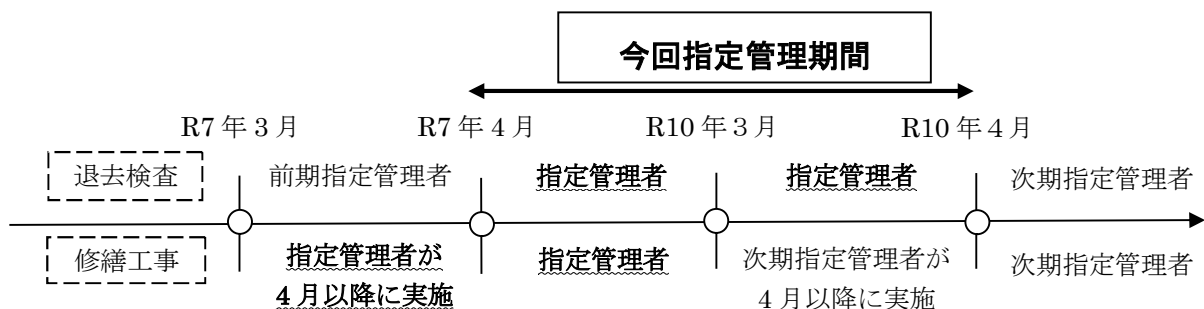 今回指定管理期間
R7年3月 R7年4月 R10年3月 R10年4月
退去検査 前期指定管理者 指定管理者 指定管理者 次期指定管理者
修繕工事 指定管理者が 指定管理者 次期指定管理者が 次期指定管理者
4月以降に実施 4月以降に実施